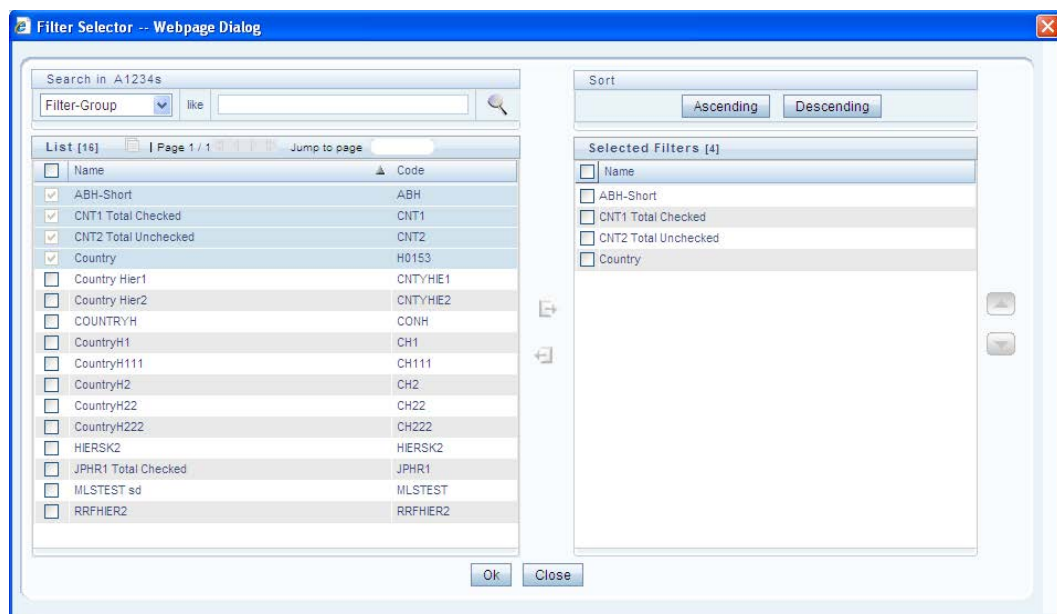 Filter Selector -- Webpage Dialog
Search in A1234s
Filter-Group like
Sort
Ascending Descending
List [16] | Page 1 / 1 Jump to page
Name Code
ABH-Short ABH
CNT1 Total Checked CNT1
CNT2 Total Unchecked CNT2
Country H0153
Country Hier1 CNTYHIE1
Country Hier2 CNTYHIE2
COUNTRYH CONH
CountryH1 CH1
CountryH111 CH111
CountryH2 CH2
CountryH22 CH22
CountryH222 CH222
HIERSK2 HIERSK2
JPHR1 Total Checked JPHR1
MLSTEST sd MLSTEST
RRFHIER2 RRFHIER2
Selected Filters [4]
Name
ABH-Short
CNT1 Total Checked
CNT2 Total Unchecked
Country
Ok Close